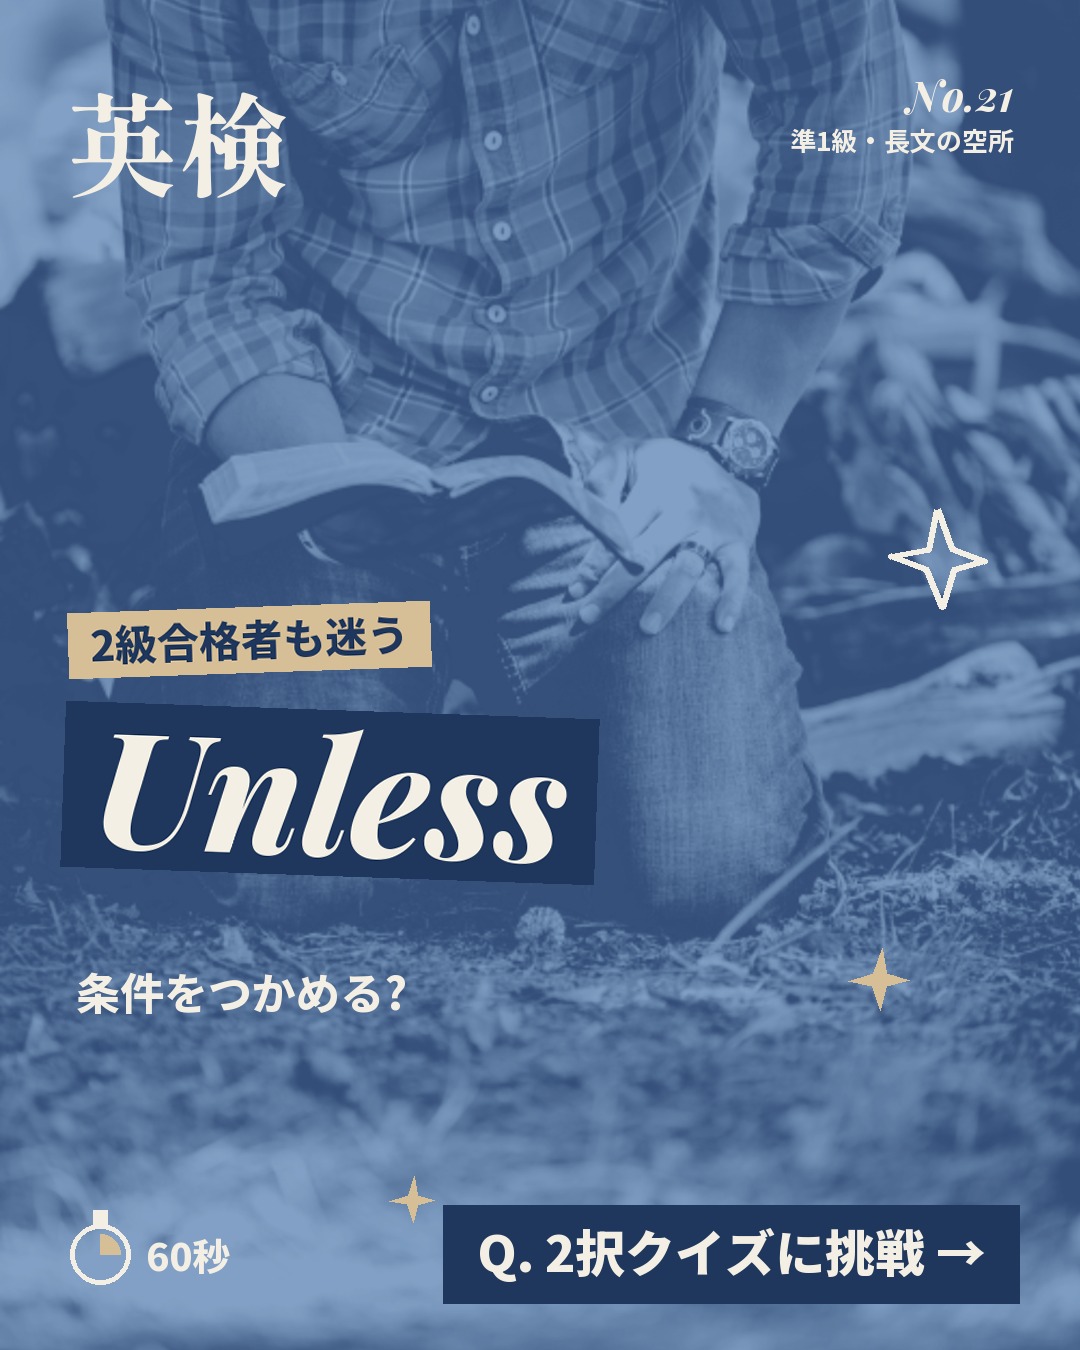 英検
No.21
準1級・長文の空所
2級合格者も迷う
Unless
条件をつかめる?
60秒
Q. 2択クイズに挑戦 →